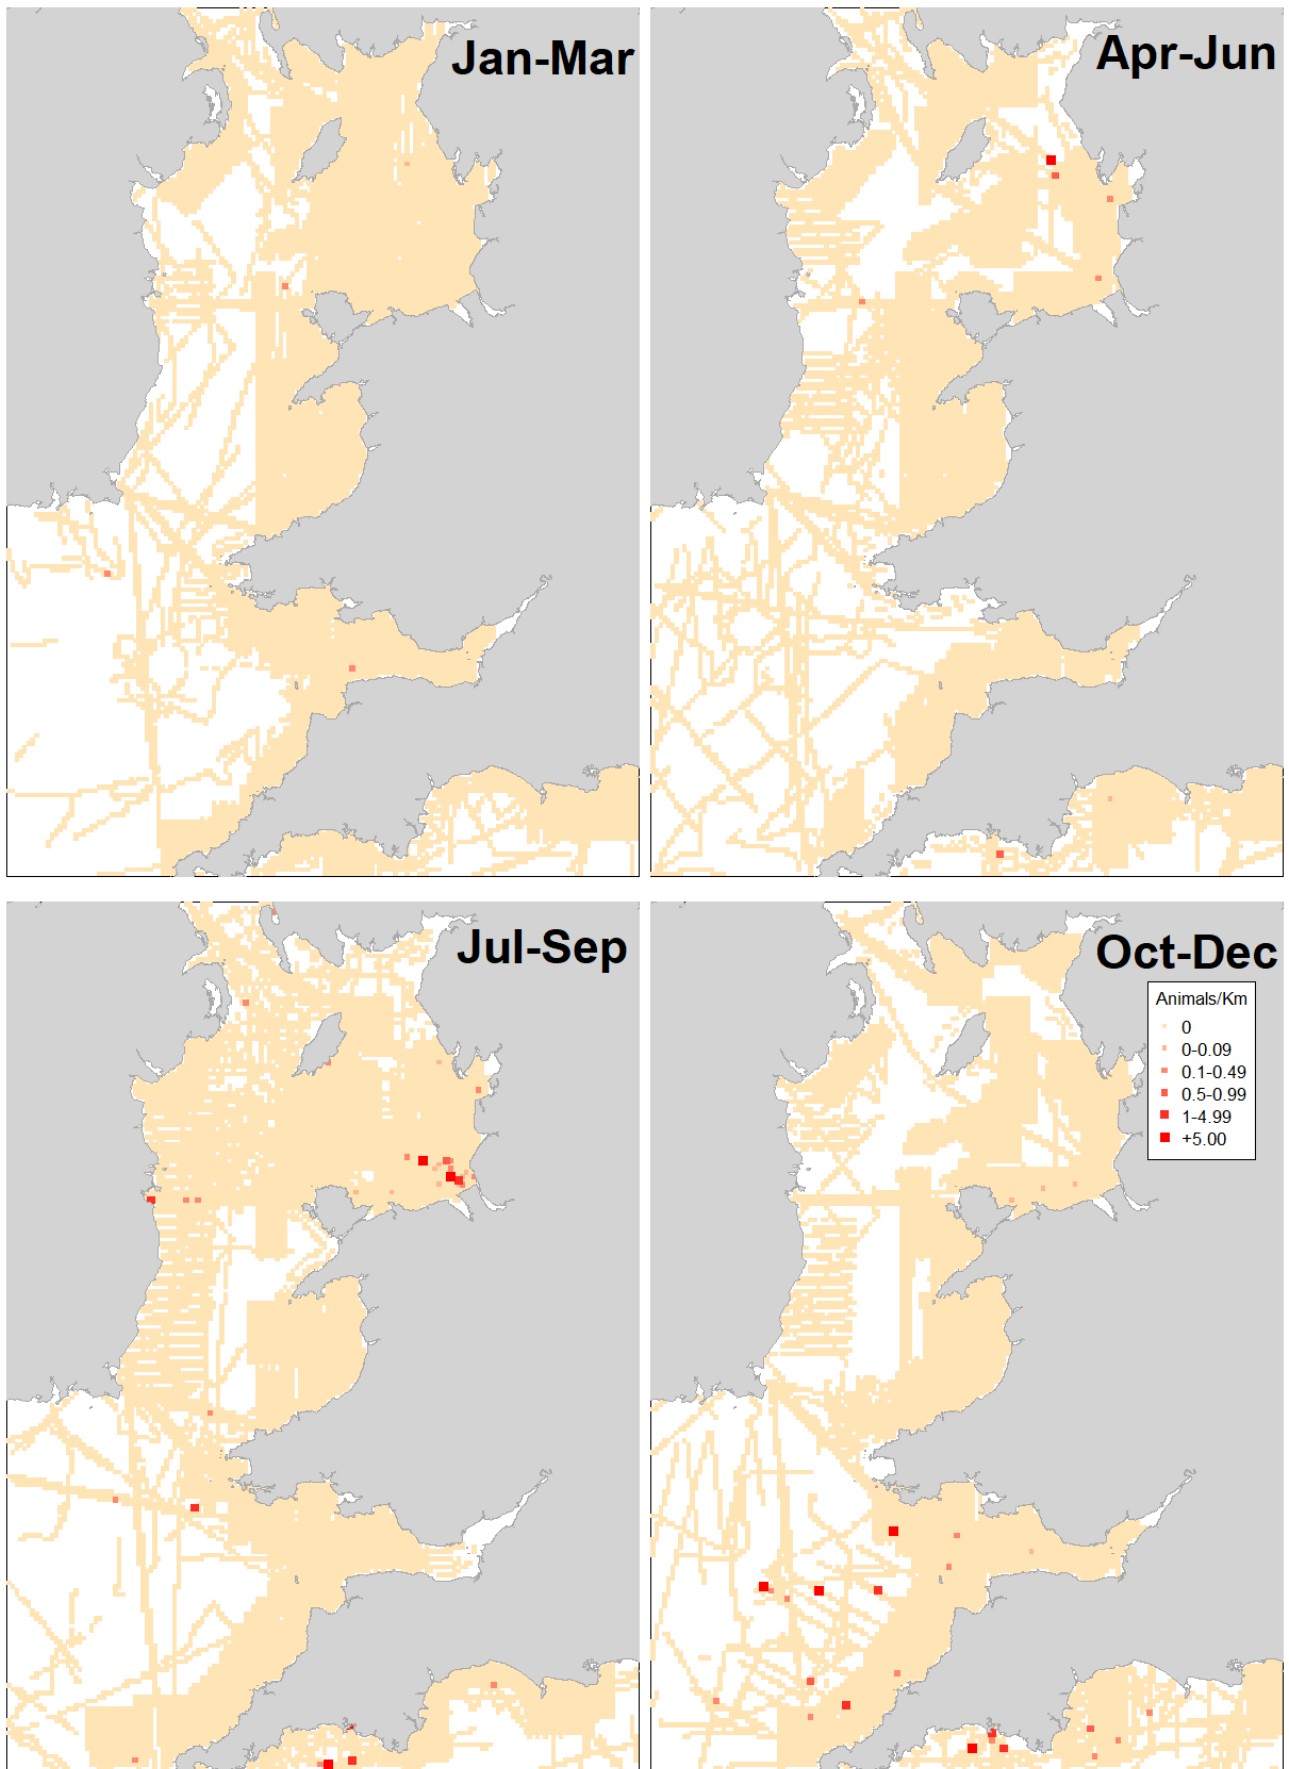 Jan-Mar
Apr-Jun
Jul-Sep
Oct-Dec
Animals/Km
0
0-0.09
0.1-0.49
0.5-0.99
1-4.99
+5.00